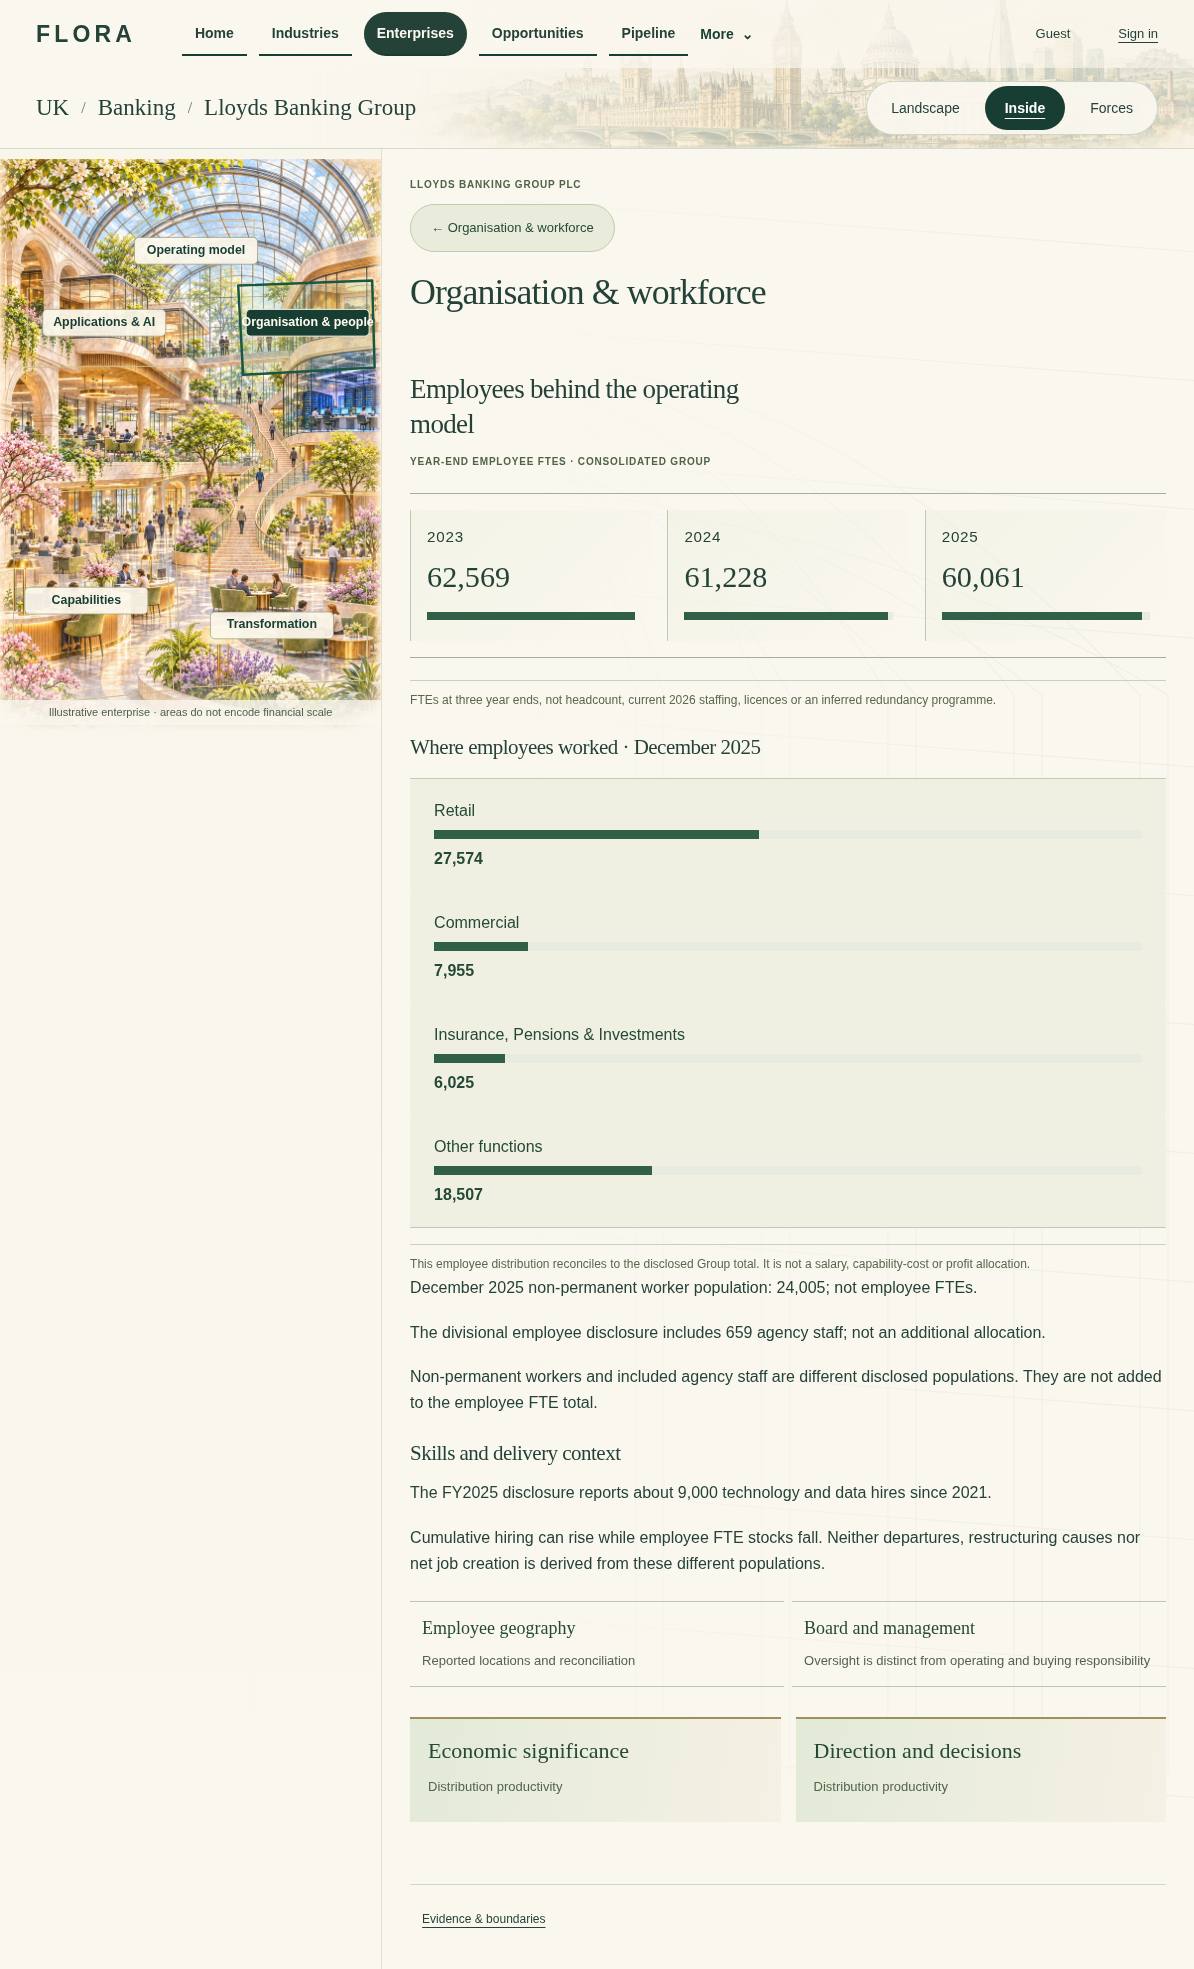 FLORA
Home
Industries
Enterprises
Opportunities
Pipeline
More
Guest
Sign in
UK / Banking / Lloyds Banking Group
Landscape
Inside
Forces
Operating model
Applications & AI
Organisation & people
Capabilities
Transformation
Illustrative enterprise · areas do not encode financial scale
LLOYDS BANKING GROUP PLC
← Organisation & workforce
Organisation & workforce
Employees behind the operating
model
YEAR-END EMPLOYEE FTES · CONSOLIDATED GROUP
2023
62,569
2024
61,228
2025
60,061
FTEs at three year ends, not headcount, current 2026 staffing, licences or an inferred redundancy programme.
Where employees worked · December 2025
Retail
27,574
Commercial
7,955
Insurance, Pensions & Investments
6,025
Other functions
18,507
This employee distribution reconciles to the disclosed Group total. It is not a salary, capability-cost or profit allocation.
December 2025 non-permanent worker population: 24,005; not employee FTEs.
The divisional employee disclosure includes 659 agency staff; not an additional allocation.
Non-permanent workers and included agency staff are different disclosed populations. They are not added
to the employee FTE total.
Skills and delivery context
The FY2025 disclosure reports about 9,000 technology and data hires since 2021.
Cumulative hiring can rise while employee FTE stocks fall. Neither departures, restructuring causes nor
net job creation is derived from these different populations.
Employee geography
Reported locations and reconciliation
Board and management
Oversight is distinct from operating and buying responsibility
Economic significance
Distribution productivity
Direction and decisions
Distribution productivity
Evidence & boundaries